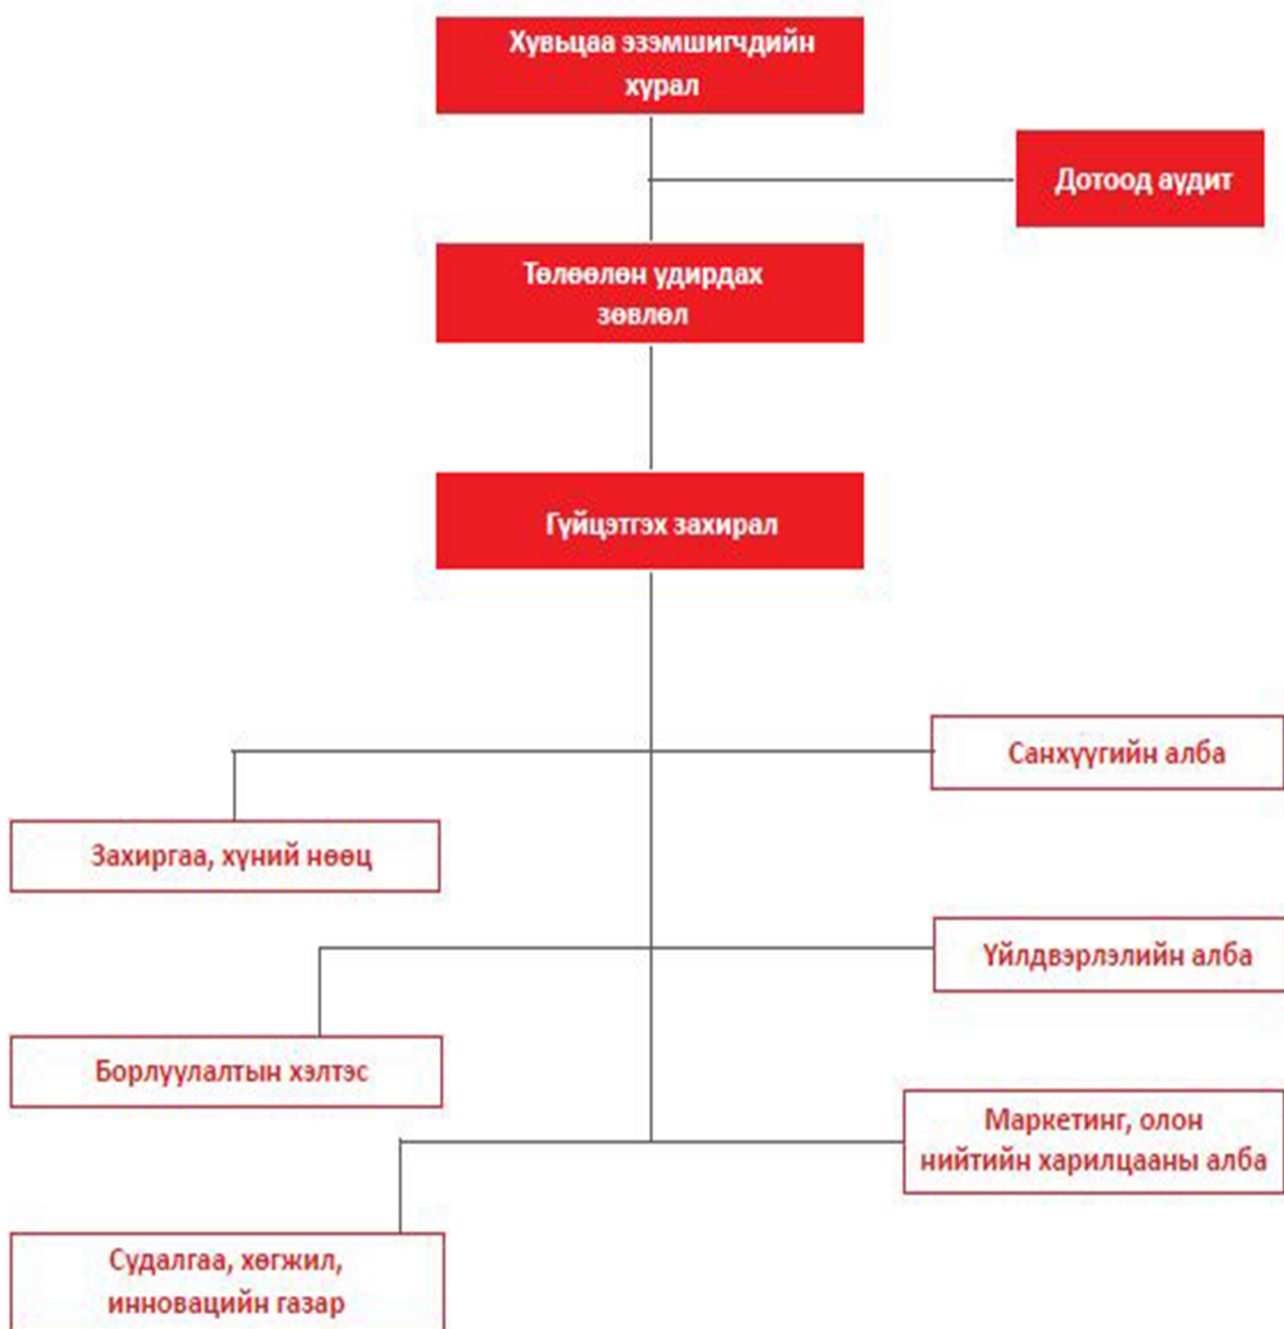 Хувьцаа эзэмшигчдийн
хурал
Дотоод аудит
Төлөөлөн удирдах
зөвлөл
Гүйцэтгэх захирал
Санхүүгийн алба
Захиргаа, хүний нөөц
Үйлдвэрлэлийн алба
Борлуулалтын хэлтэс
Маркетинг, олон
нийтийн харилцааны алба
Судалгаа, хөгжил,
инновацийн газар